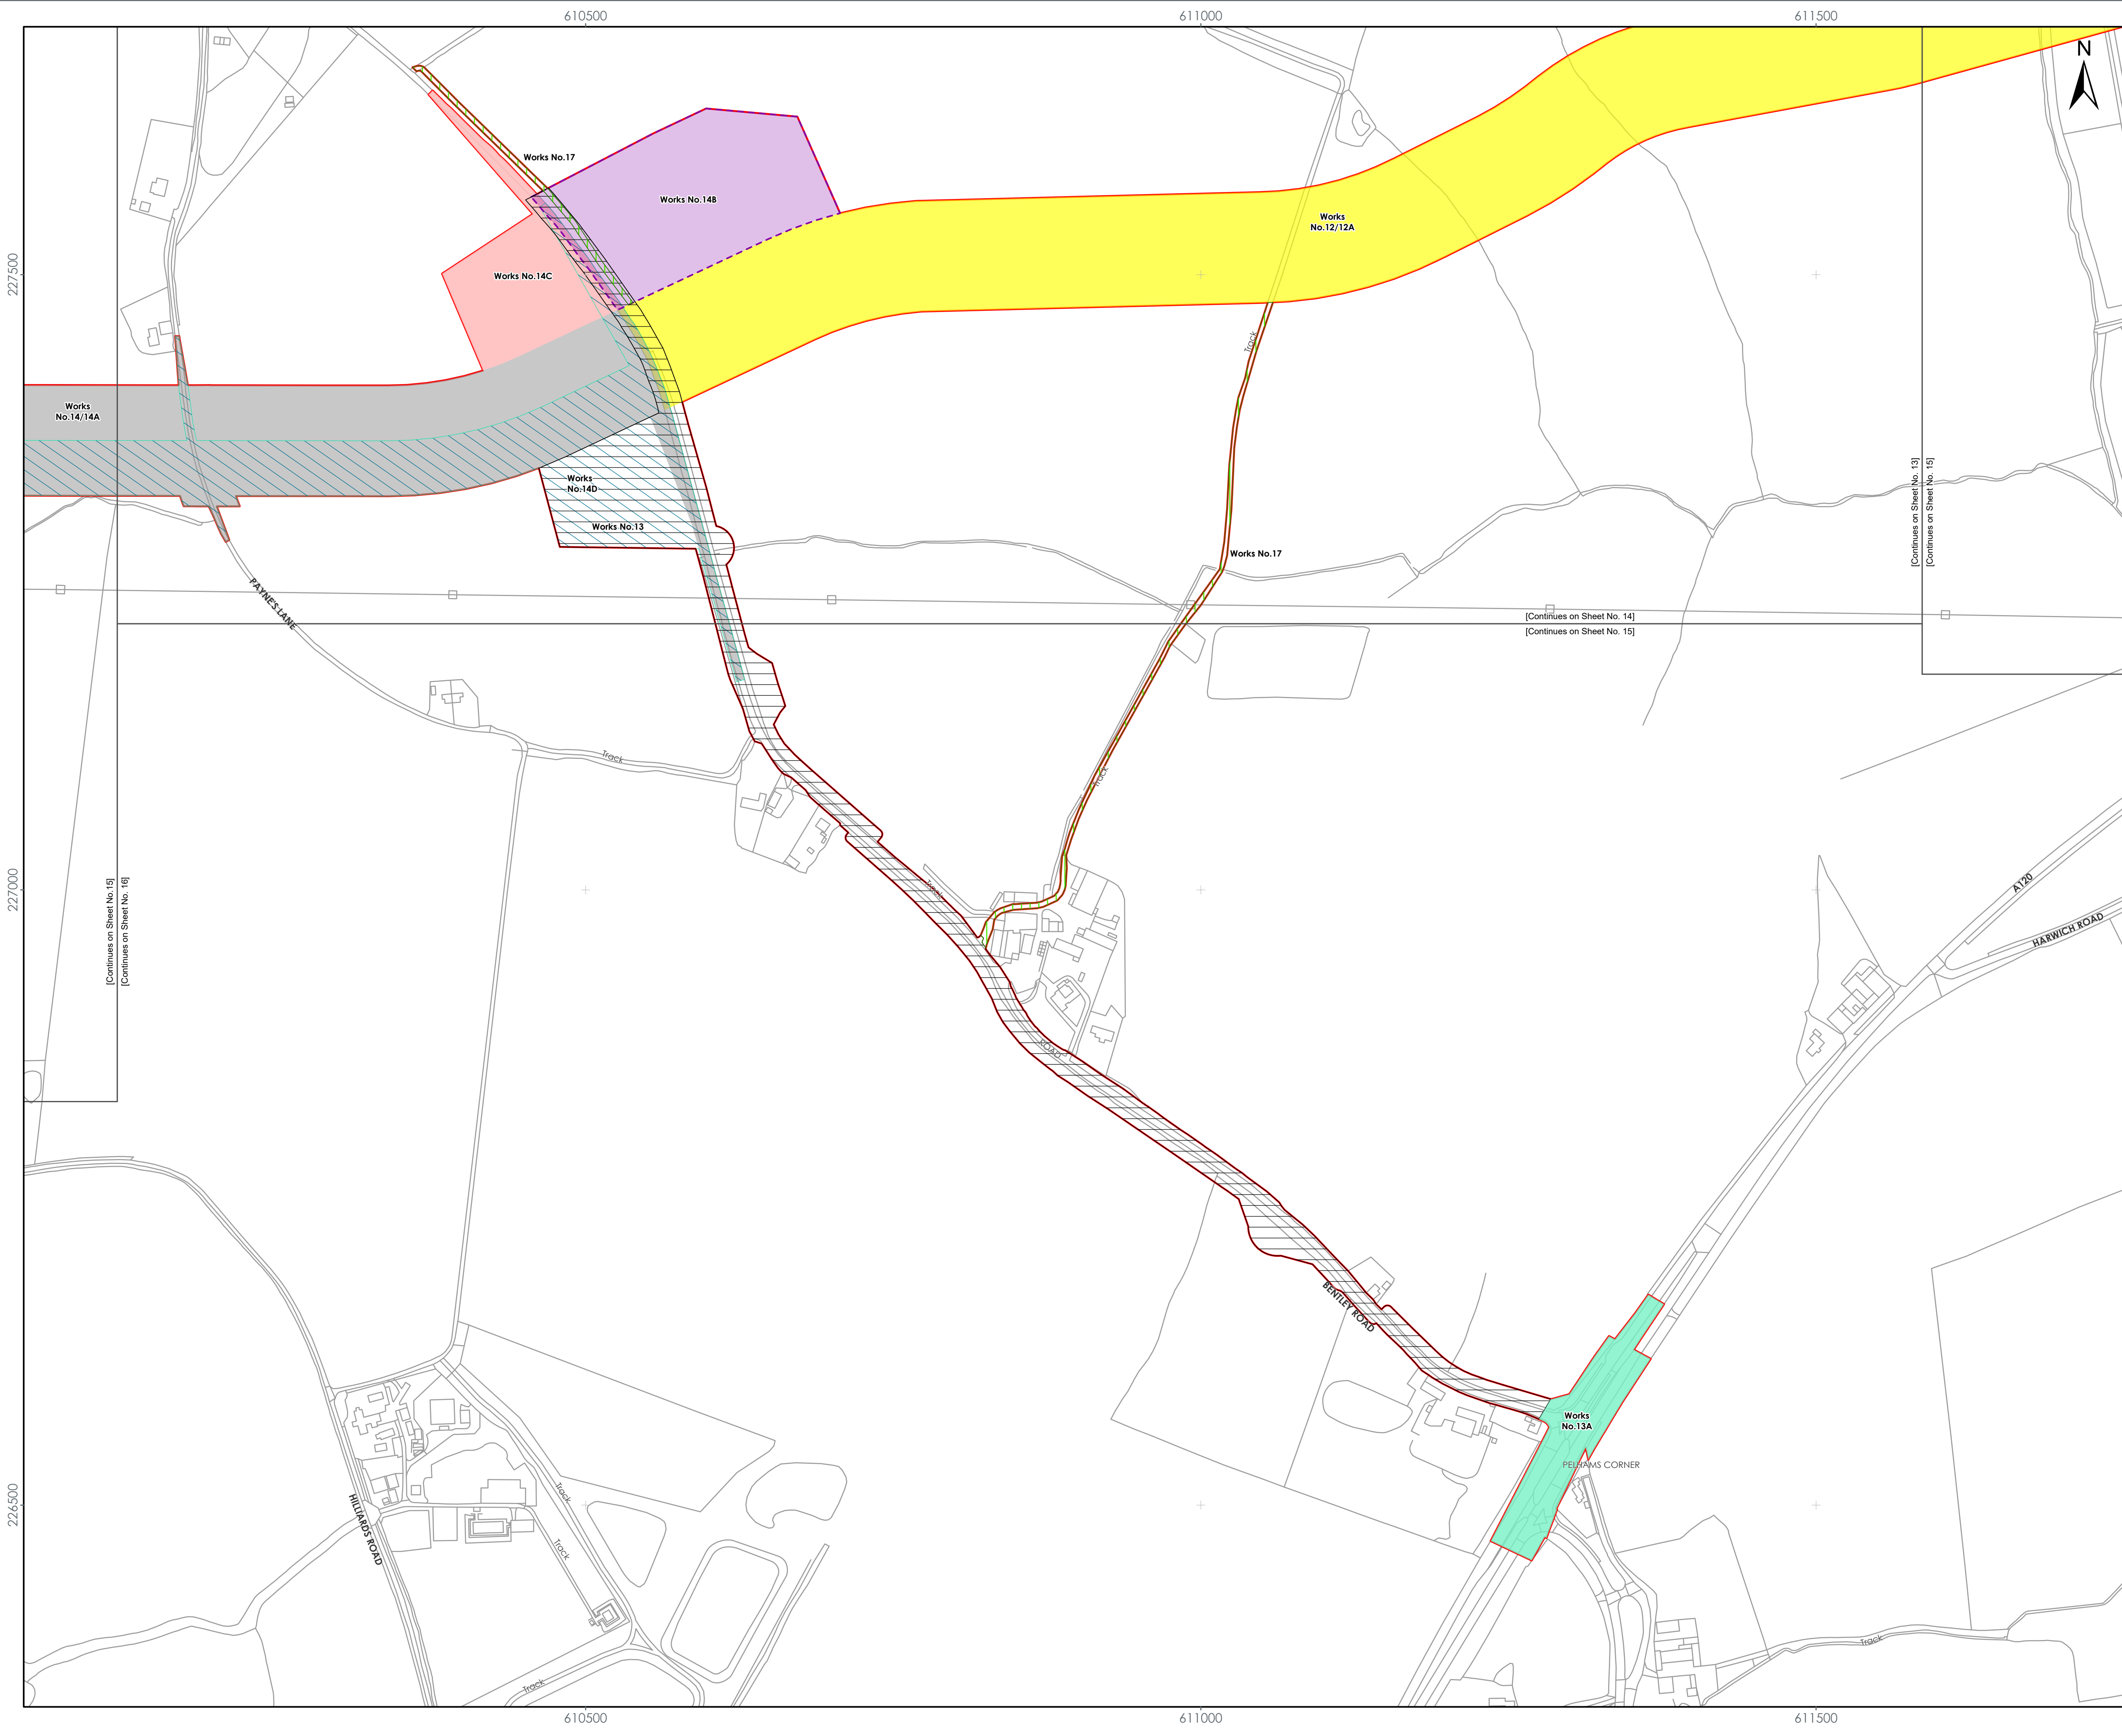 610500
611000
611500
N
Works No.17
Works No.14B
Works
No.12/12A
227500
227500
Works No.14C
Track
Works
No.14/14A
[Continues on Sheet No. 13]
[Continues on Sheet No. 15]
Works
No.14D
Works No.13
Works No.17
PAYNE'S LANE
[Continues on Sheet No. 14]
[Continues on Sheet No. 15]
Track
Track
227000
[Continues on Sheet No.15]
[Continues on Sheet No. 16]
Track
A120
HARWICH ROAD
ROAD
BENTLEY ROAD
Works
No.13A
PELHAMS CORNER
226500
HILLIARDS ROAD
Track
Track
Track
Track
610500
611000
611500